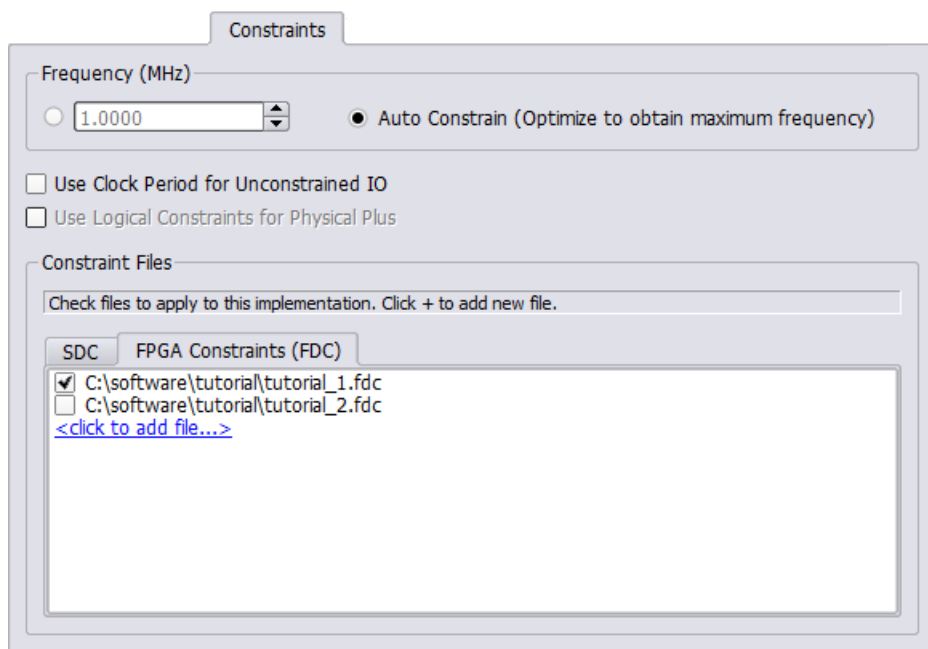 Constraints
Frequency (MHz)
1.0000
Auto Constrain (Optimize to obtain maximum frequency)
Use Clock Period for Unconstrained IO
Use Logical Constraints for Physical Plus
Constraint Files
Check files to apply to this implementation. Click + to add new file.
SDC
FPGA Constraints (FDC)
C:\software\tutorial\tutorial_1.fdc
C:\software\tutorial\tutorial_2.fdc
<click to add file...>